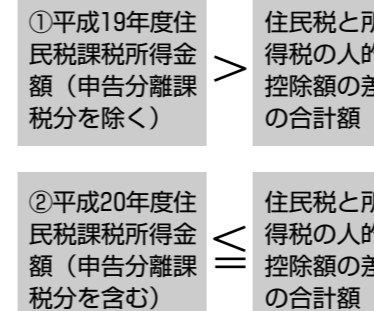 ①平成19年度住
民税課税所得金
額（申告分離課
税分を除く）
＞
住民税と所
得税の人的
控除額の差
の合計額
②平成20年度住
民税課税所得金
額（申告分離課
税分を含む）
≦
住民税と所
得税の人的
控除額の差
の合計額